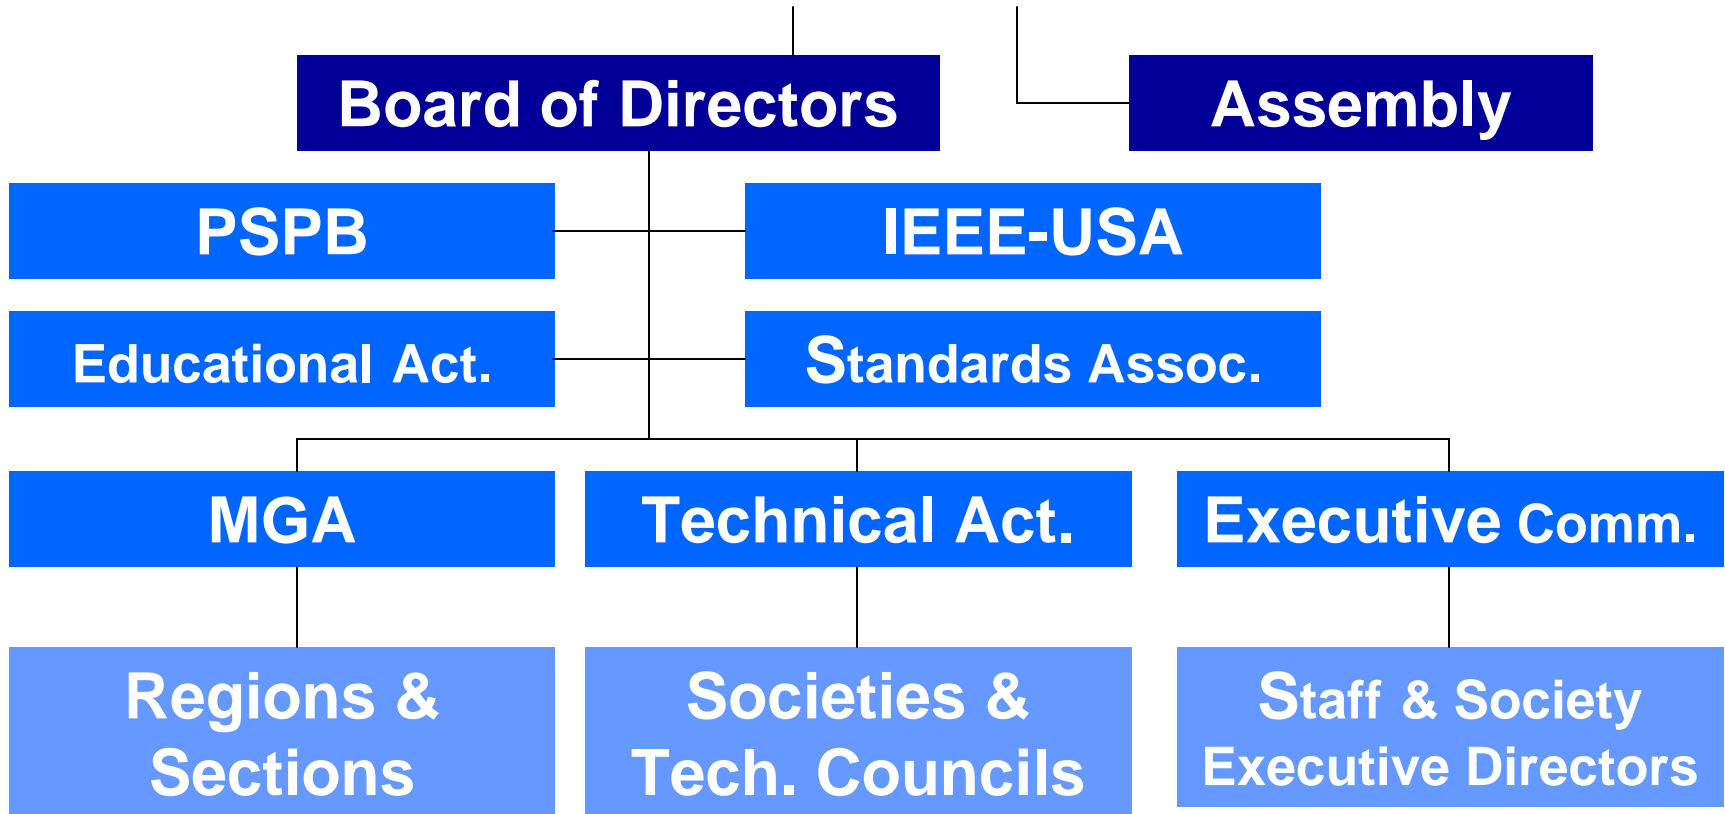 Board of Directors
Assembly
PSPB
IEEE-USA
Educational Act.
Standards Assoc.
MGA
Technical Act.
Executive Comm.
Regions &
Sections
Societies &
Tech. Councils
Staff & Society
Executive Directors